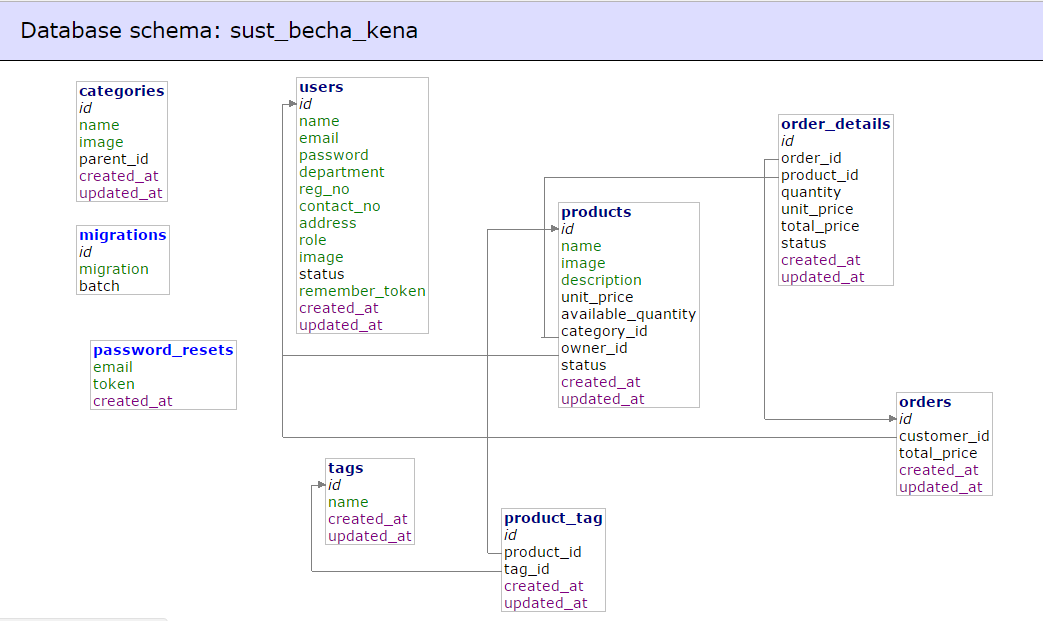 Database schema: sust_becha_kena
categories
id
name
image
parent_id
created_at
updated_at
migrations
id
migration
batch
password_resets
email
token
created_at
users
id
name
email
password
department
reg_no
contact_no
address
role
image
status
remember_token
created_at
updated_at
tags
id
name
created_at
updated_at
products
id
name
image
description
unit_price
available_quantity
category_id
owner_id
status
created_at
updated_at
product_tag
id
product_id
tag_id
created_at
updated_at
order_details
id
order_id
product_id
quantity
unit_price
total_price
status
created_at
updated_at
orders
id
customer_id
total_price
created_at
updated_at